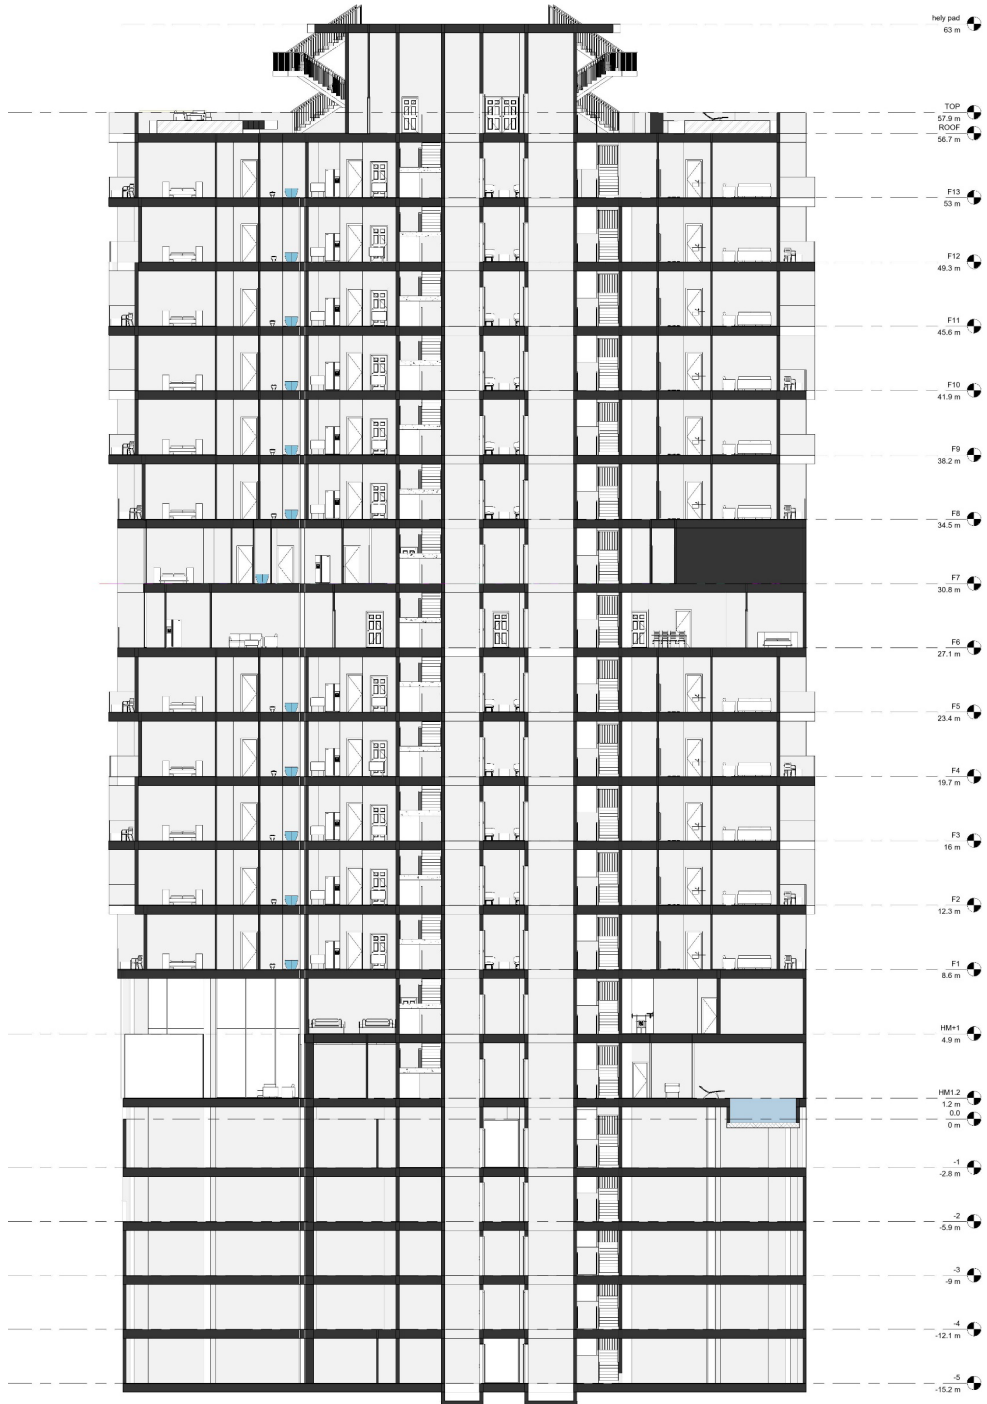 hely pad
63 m
TOP
57.9 m
ROOF
56.7 m
F13
53 m
F12
49.3 m
F11
45.6 m
F10
41.9 m
F9
38.2 m
F8
34.5 m
F7
30.8 m
F6
27.1 m
F5
23.4 m
F4
19.7 m
F3
16 m
F2
12.3 m
F1
8.6 m
HM+1
4.9 m
HM1.2
1.2 m
0.0
0 m
-1
-2.8 m
-2
-5.9 m
-3
-9 m
-4
-12.1 m
-5
-15.2 m